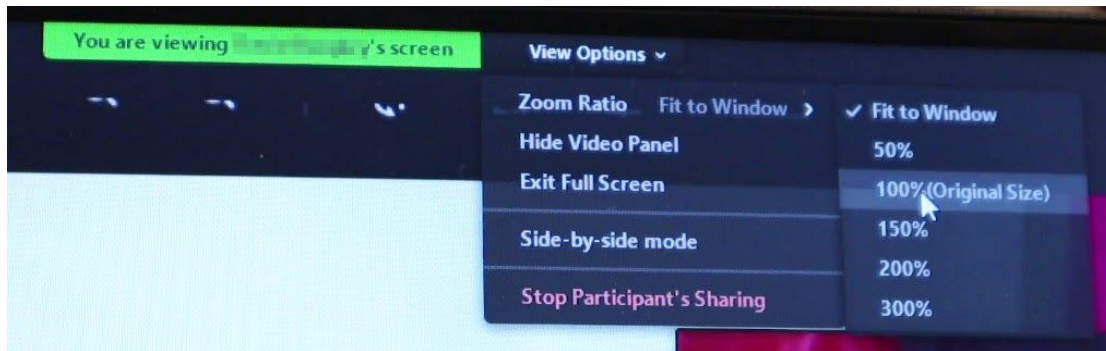 You are viewing 's screen
View Options
Zoom Ratio Fit to Window
Hide Video Panel
Exit Full Screen
Side-by-side mode
Stop Participant's Sharing
Fit to Window
50%
100%(Original Size)
150%
200%
300%